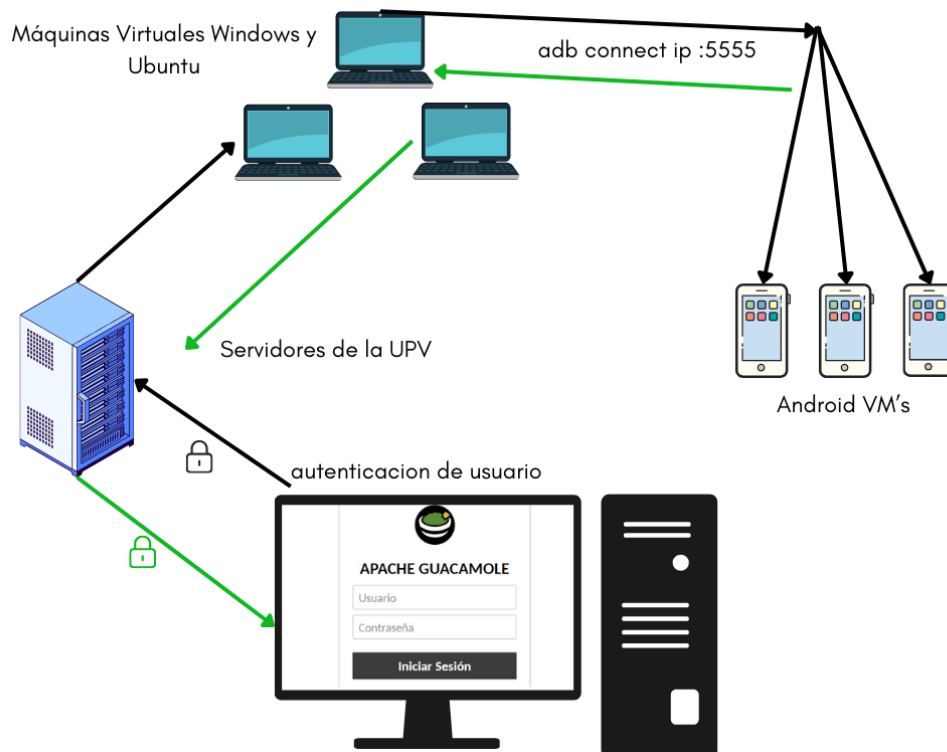 Máquinas Virtuales Windows y
Ubuntu
adb connect ip :5555
Servidores de la UPV
Android VM's
autenticacion de usuario
APACHE GUACAMOLE
Usuario
Contraseña
Iniciar Sesión